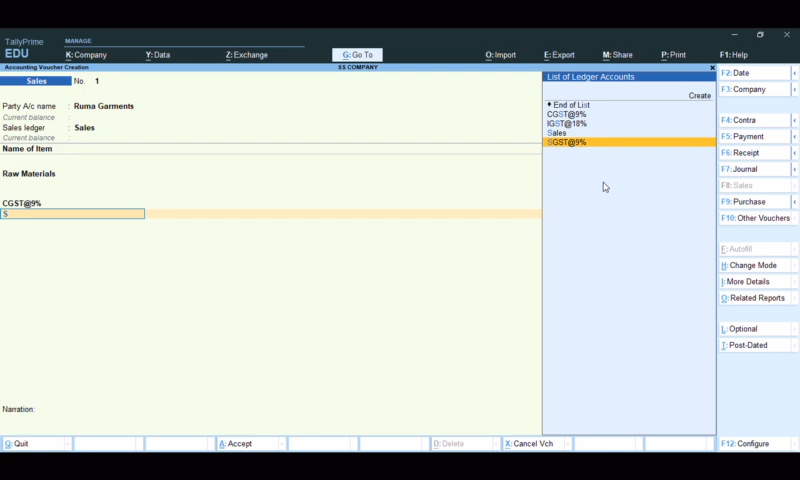 TallyPrime
EDU
MANAGE
K: Company
Y: Data
Z: Exchange
G: Go To
O: Import
E: Export
M: Share
P: Print
F1: Help
Accounting Voucher Creation
SS COMPANY
Sales No. 1
Party A/c name : Ruma Garments
Current balance :
Sales ledger : Sales
Current balance :
Name of Item
Raw Materials
CGST@9%
S
Narration:
List of Ledger Accounts
Create
♦ End of List
CGST@9%
IGST@18%
Sales
SGST@9%
F2: Date
F3: Company
F4: Contra
F5: Payment
F6: Receipt
F7: Journal
F8: Sales
F9: Purchase
F10: Other Vouchers
E: Autofill
H: Change Mode
I: More Details
O: Related Reports
L: Optional
T: Post-Dated
Q: Quit
A: Accept
D: Delete
X: Cancel Vch
F12: Configure